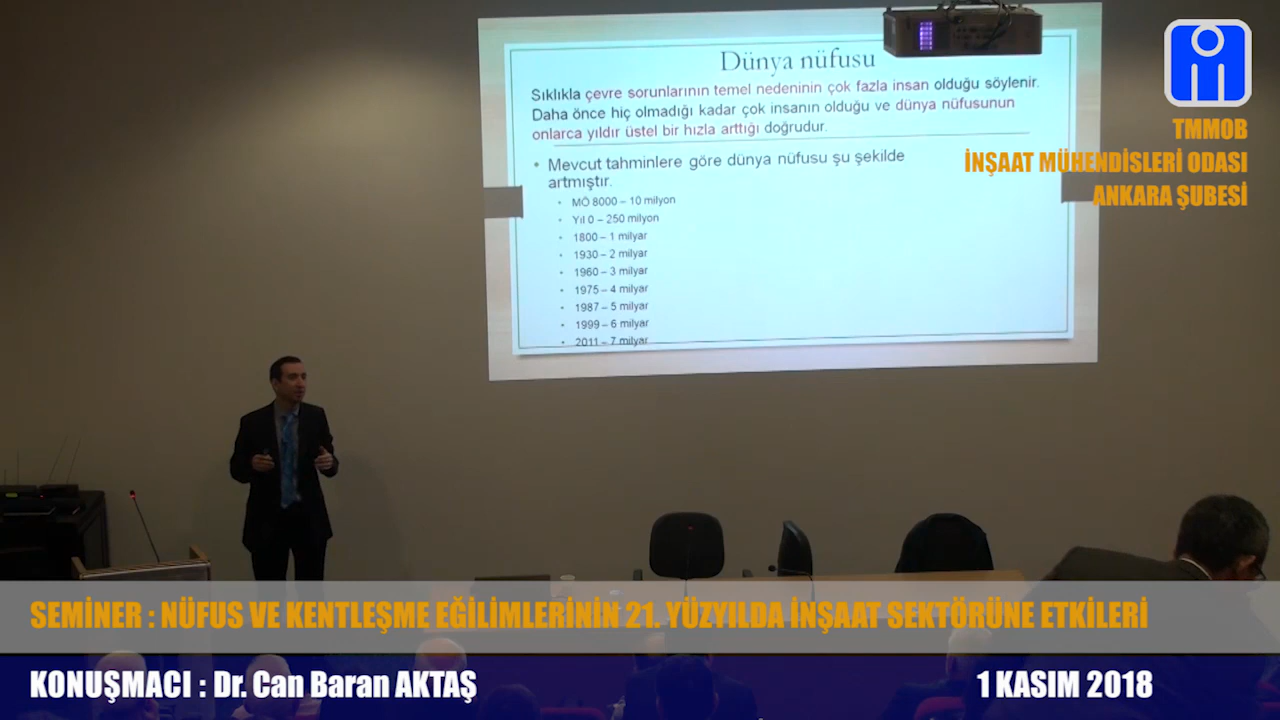 Dünya nüfusu
Sıklıkla çevre sorunlarının temel nedeninin çok fazla insan olduğu söylenir.
Daha önce hiç olmadığı kadar çok insanın olduğu ve dünya nüfusunun
onlarca yıldır üstel bir hızla arttığı doğrudur.
• Mevcut tahminlere göre dünya nüfusu şu şekilde
artmıştır.
• MÖ 8000 – 10 milyon
• Yıl 0 – 250 milyon
• 1800 – 1 milyar
• 1930 – 2 milyar
• 1960 – 3 milyar
• 1975 – 4 milyar
• 1987 – 5 milyar
• 1999 – 6 milyar
• 2011 – 7 milyar
TMMOB
İNŞAAT MÜHENDİSLERİ ODASI
ANKARA ŞUBESİ
SEMİNER : NÜFUS VE KENTLEŞME EĞİLİMLERİNİN 21. YÜZYILDA İNŞAAT SEKTÖRÜNE ETKİLERİ
KONUŞMACI : Dr. Can Baran AKTAŞ
1 KASIM 2018